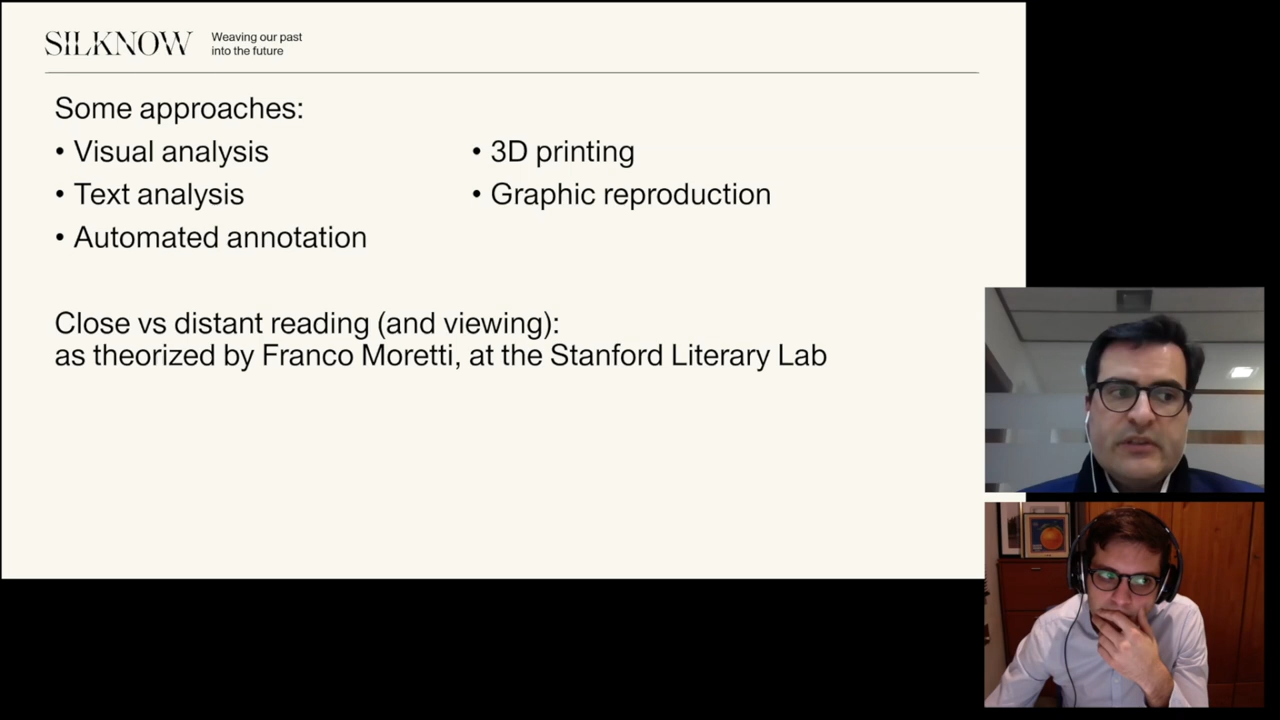 SILKNOW
Weaving our past
into the future
Some approaches:
• Visual analysis
• Text analysis
• Automated annotation
• 3D printing
• Graphic reproduction
Close vs distant reading (and viewing):
as theorized by Franco Moretti, at the Stanford Literary Lab